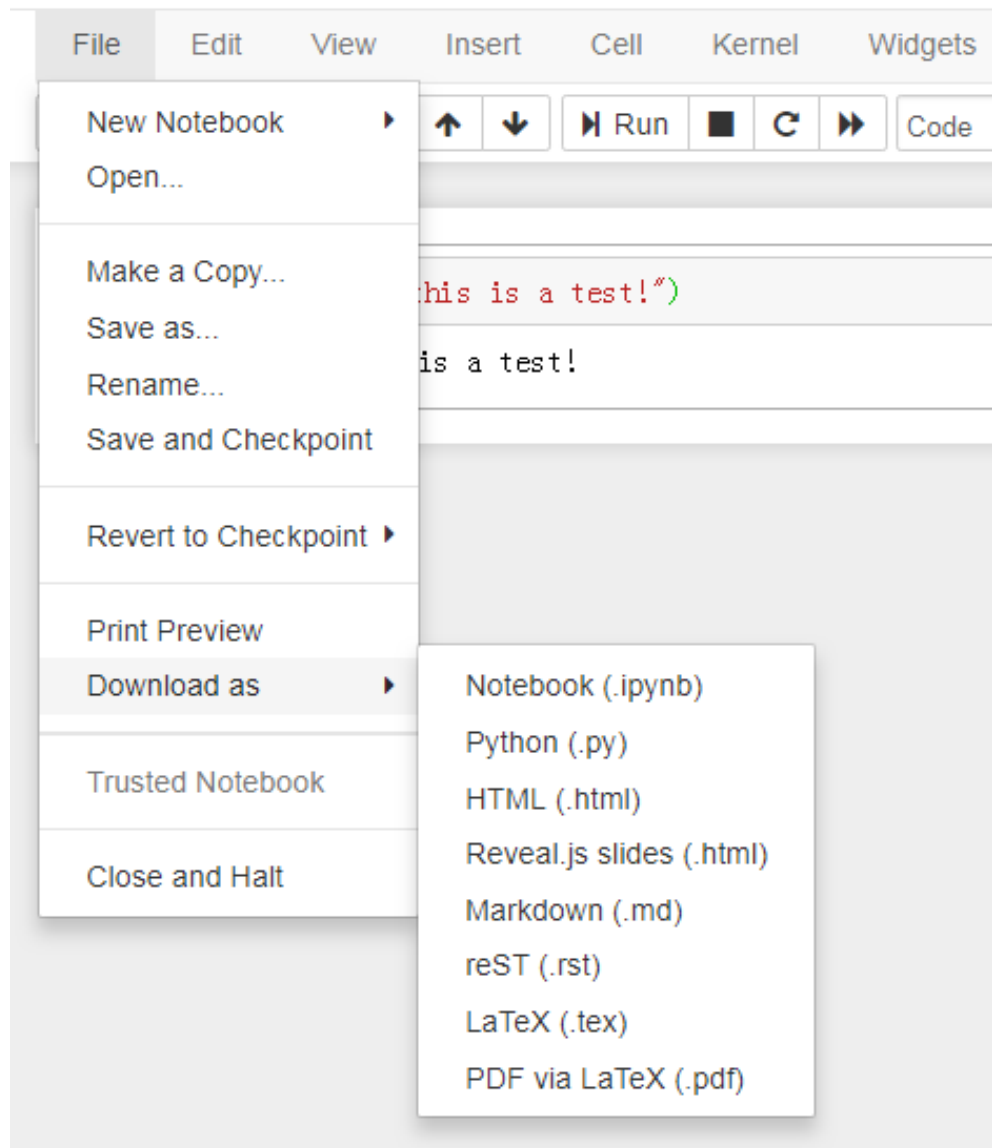 File Edit View Insert Cell Kernel Widgets
New Notebook
Run
Code
Open...
Make a Copy...
his is a test!")
Save as...
is a test!
Rename...
Save and Checkpoint
Revert to Checkpoint
Print Preview
Download as
Notebook (.ipynb)
Python (.py)
HTML (.html)
Reveal.js slides (.html)
Markdown (.md)
reST (.rst)
LaTeX (.tex)
PDF via LaTeX (.pdf)
Trusted Notebook
Close and Halt